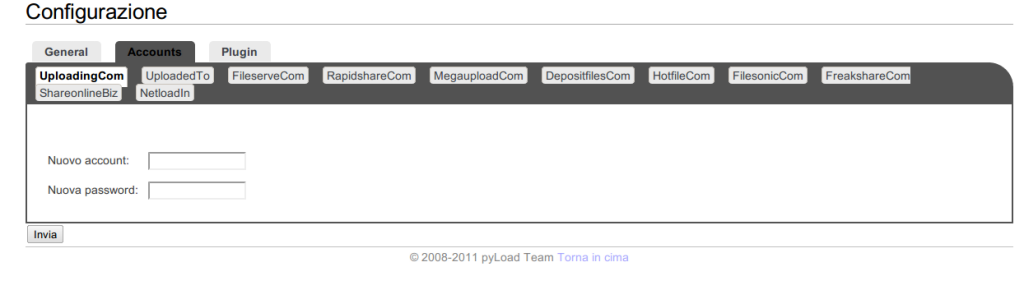 Configurazione
General Accounts Plugin
UploadingCom UploadedTo FileserveCom RapidshareCom MegauploadCom DepositfilesCom HotfileCom FilesonicCom FreakshareCom
ShareonlineBiz NetloadIn
Nuovo account:
Nuova password:
Invia
© 2008-2011 pyLoad Team Torna in cima